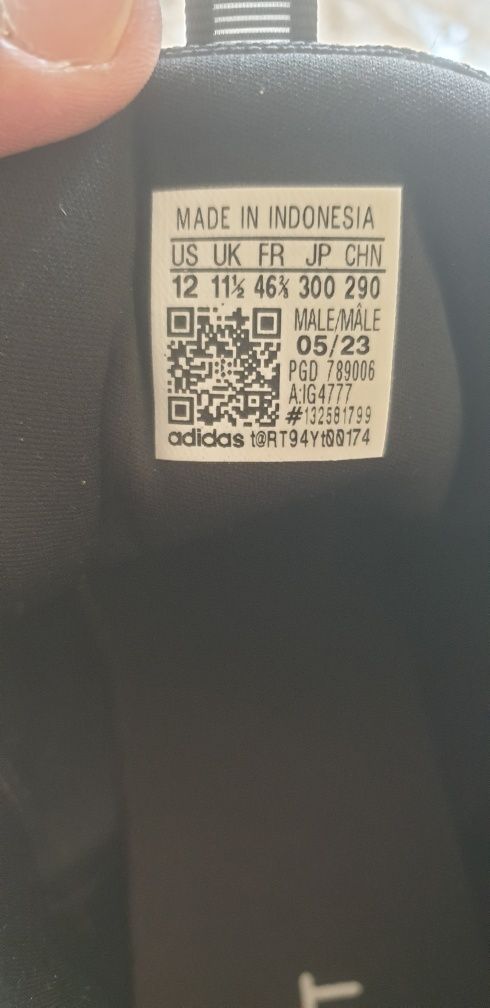 MADE IN INDONESIA
US UK FR JP CHN
12 11½ 46⅔ 300 290
MALE/MÂLE
05/23
PGD 789006
A:IG4777
#132581799
adidas t@RT94Yt00174
T